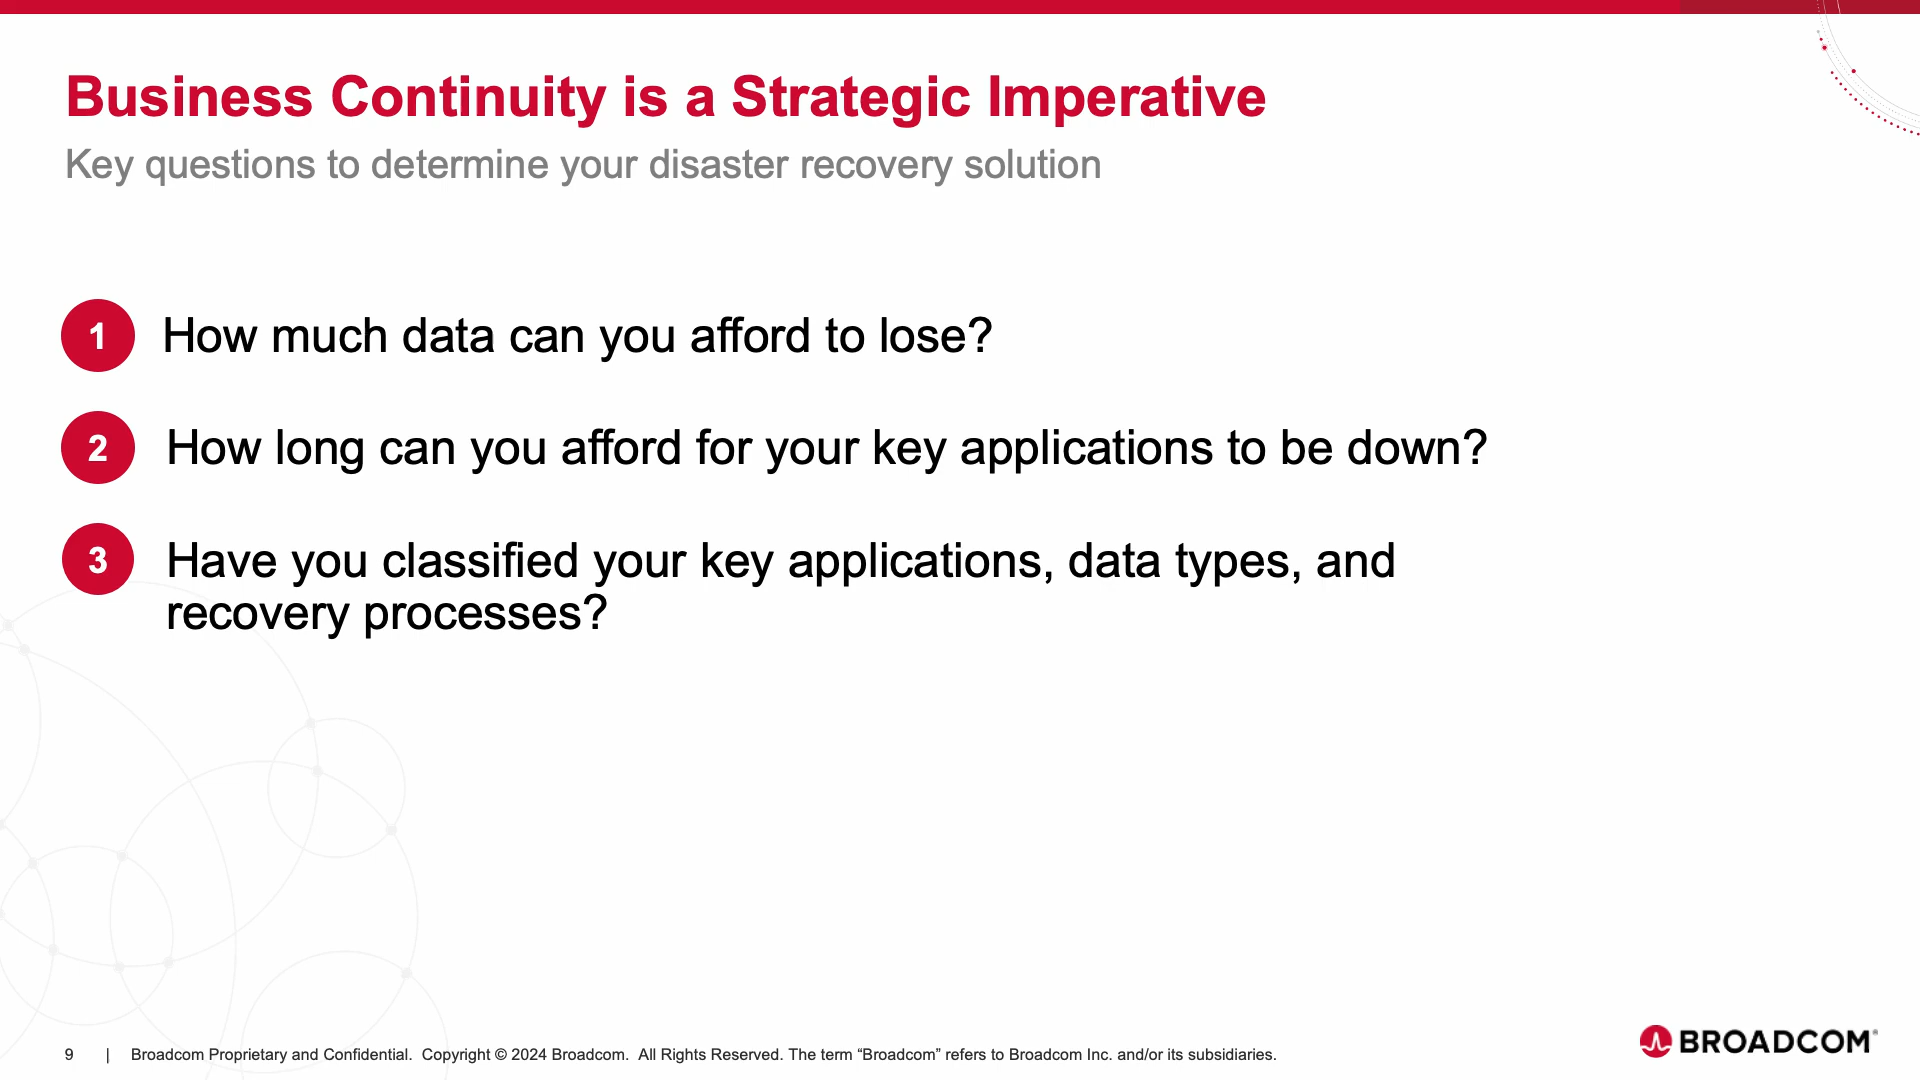 Business Continuity is a Strategic Imperative
Key questions to determine your disaster recovery solution
1 How much data can you afford to lose?
2 How long can you afford for your key applications to be down?
3 Have you classified your key applications, data types, and
recovery processes?
9 | Broadcom Proprietary and Confidential. Copyright © 2024 Broadcom. All Rights Reserved. The term “Broadcom” refers to Broadcom Inc. and/or its subsidiaries.
BROADCOM®